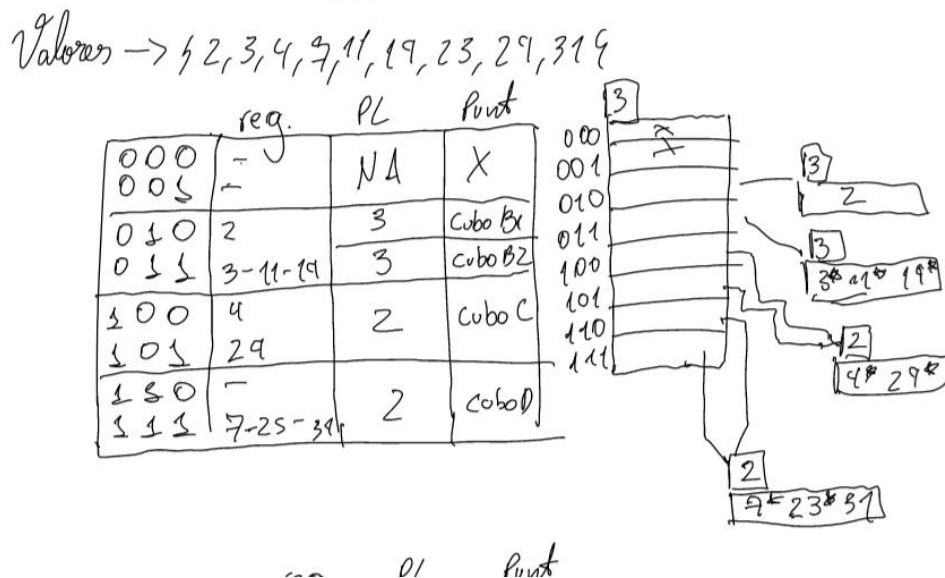 Valores -> { 2, 3, 4, 7, 11, 19, 23, 29, 31 }
reg. PL Punt
000 - NA X
001 -
010 2 3 cubo B1
011 3-11-19 3 cubo B2
100 4 2 cubo C
101 29
110 - 2 cubo D
111 7-23-31
3
000 X
001
010
011
100
101
110
111
3
2
3
3* 11* 19*
2
4* 29*
2
7* 23* 31
reg PL Punt